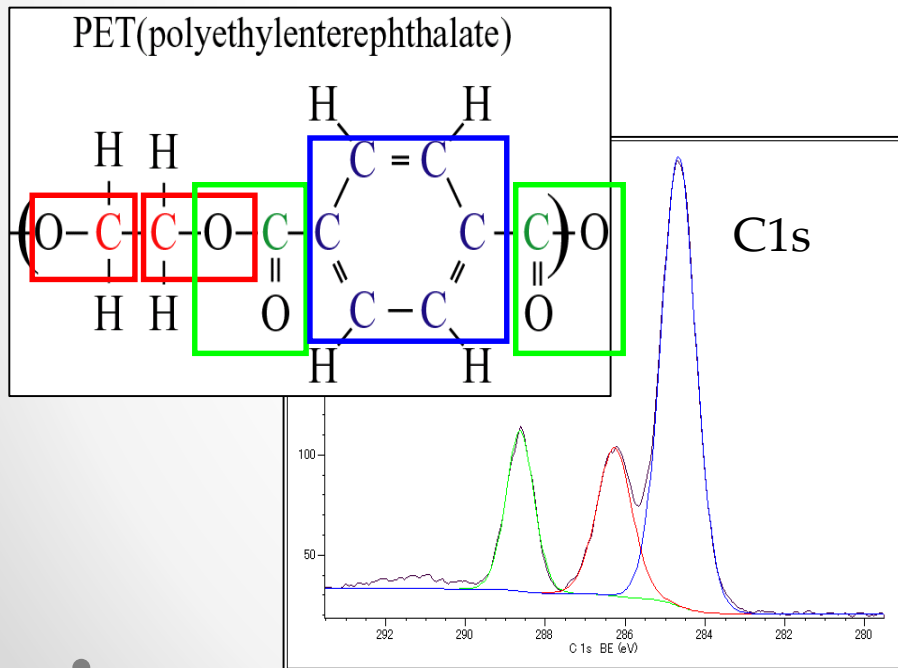 PET(polyethylenterephthalate)
H H
H H C = C
( O – C – C – O – C – C C – C ) O
H H O C – C O
H H
C1s
100
50
292 290 288 286 284 282 280
C 1s BE (eV)